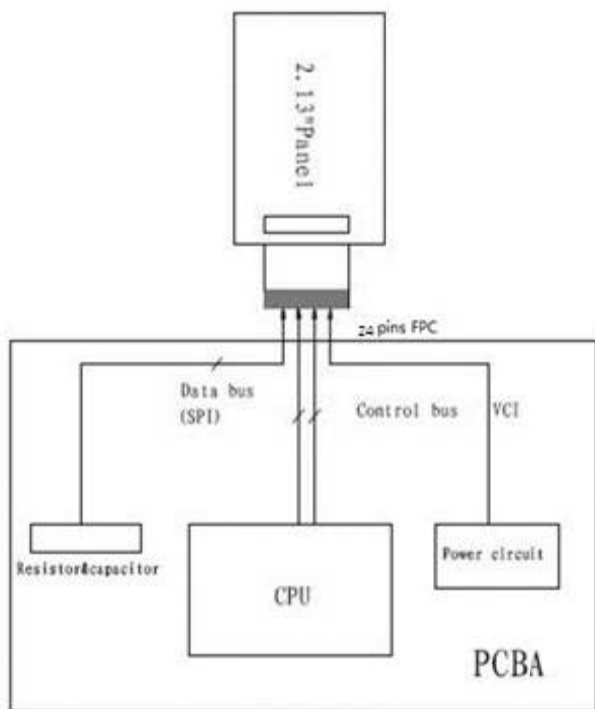 2.13"Panel
24 pins FPC
Data bus
(SPI)
Control bus
VCI
Resistor&capacitor
CPU
Power circuit
PCBA